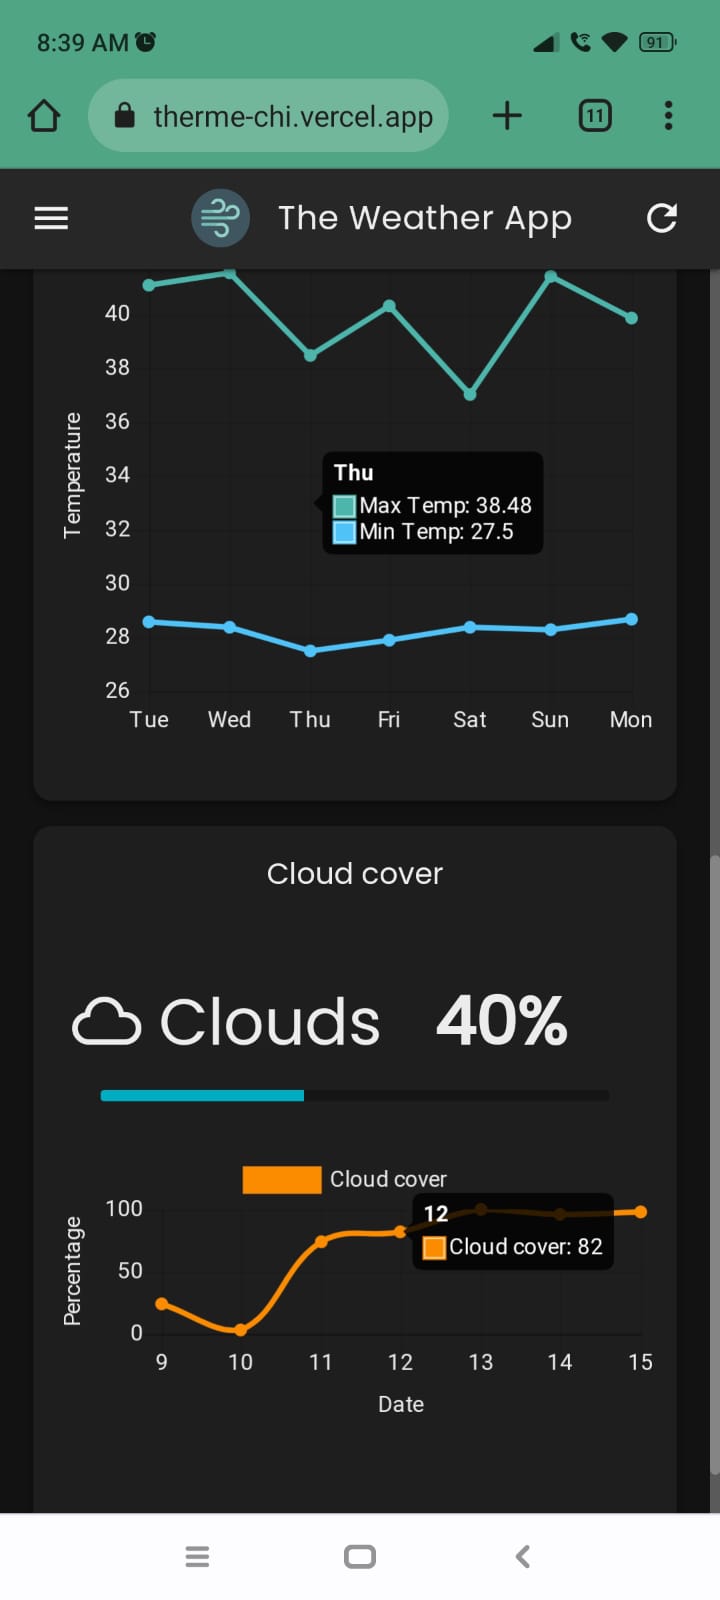 8:39 AM
91
therme-chi.vercel.app
11
The Weather App
40
38
36
34
32
30
28
26
Temperature
Thu
Max Temp: 38.48
Min Temp: 27.5
Tue Wed Thu Fri Sat Sun Mon
Cloud cover
Clouds 40%
Cloud cover
100
50
0
Percentage
12
Cloud cover: 82
9 10 11 12 13 14 15
Date